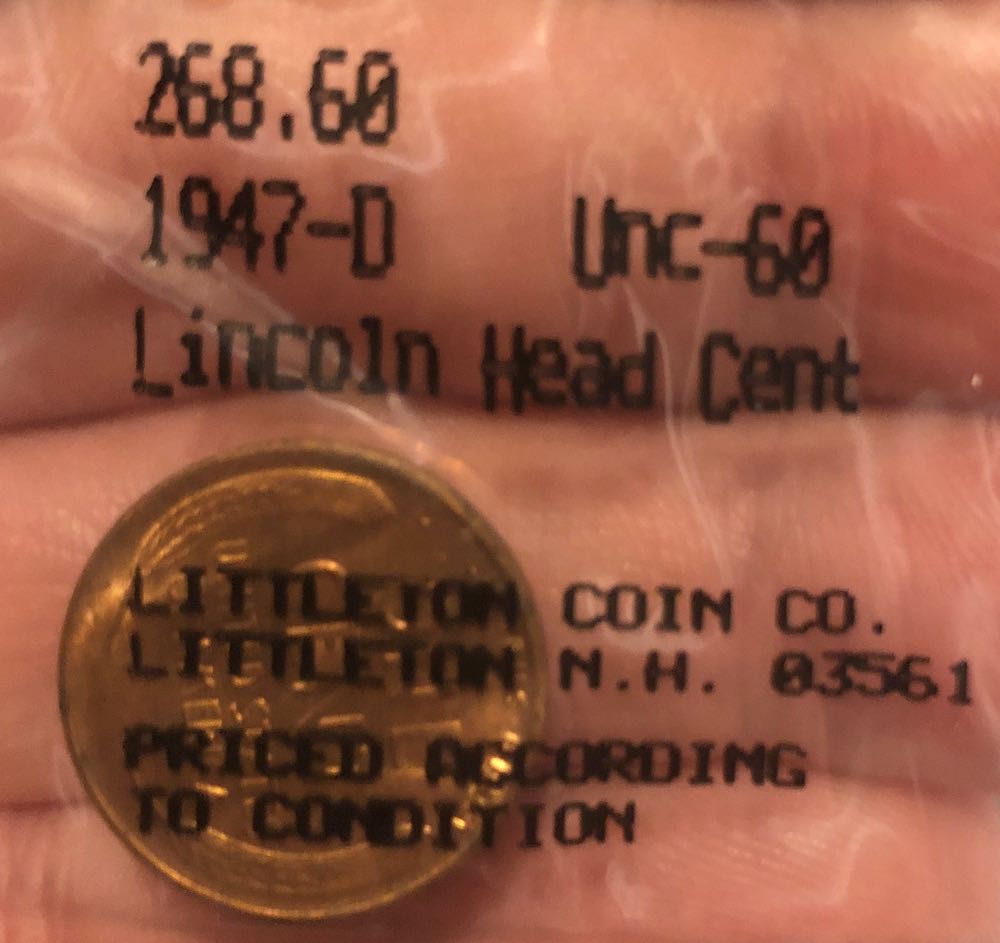 268.60
1947-D Unc-60
Lincoln Head Cent
LITTLETON COIN CO.
LITTLETON N.H. 03561
PRICED ACCORDING
TO CONDITION